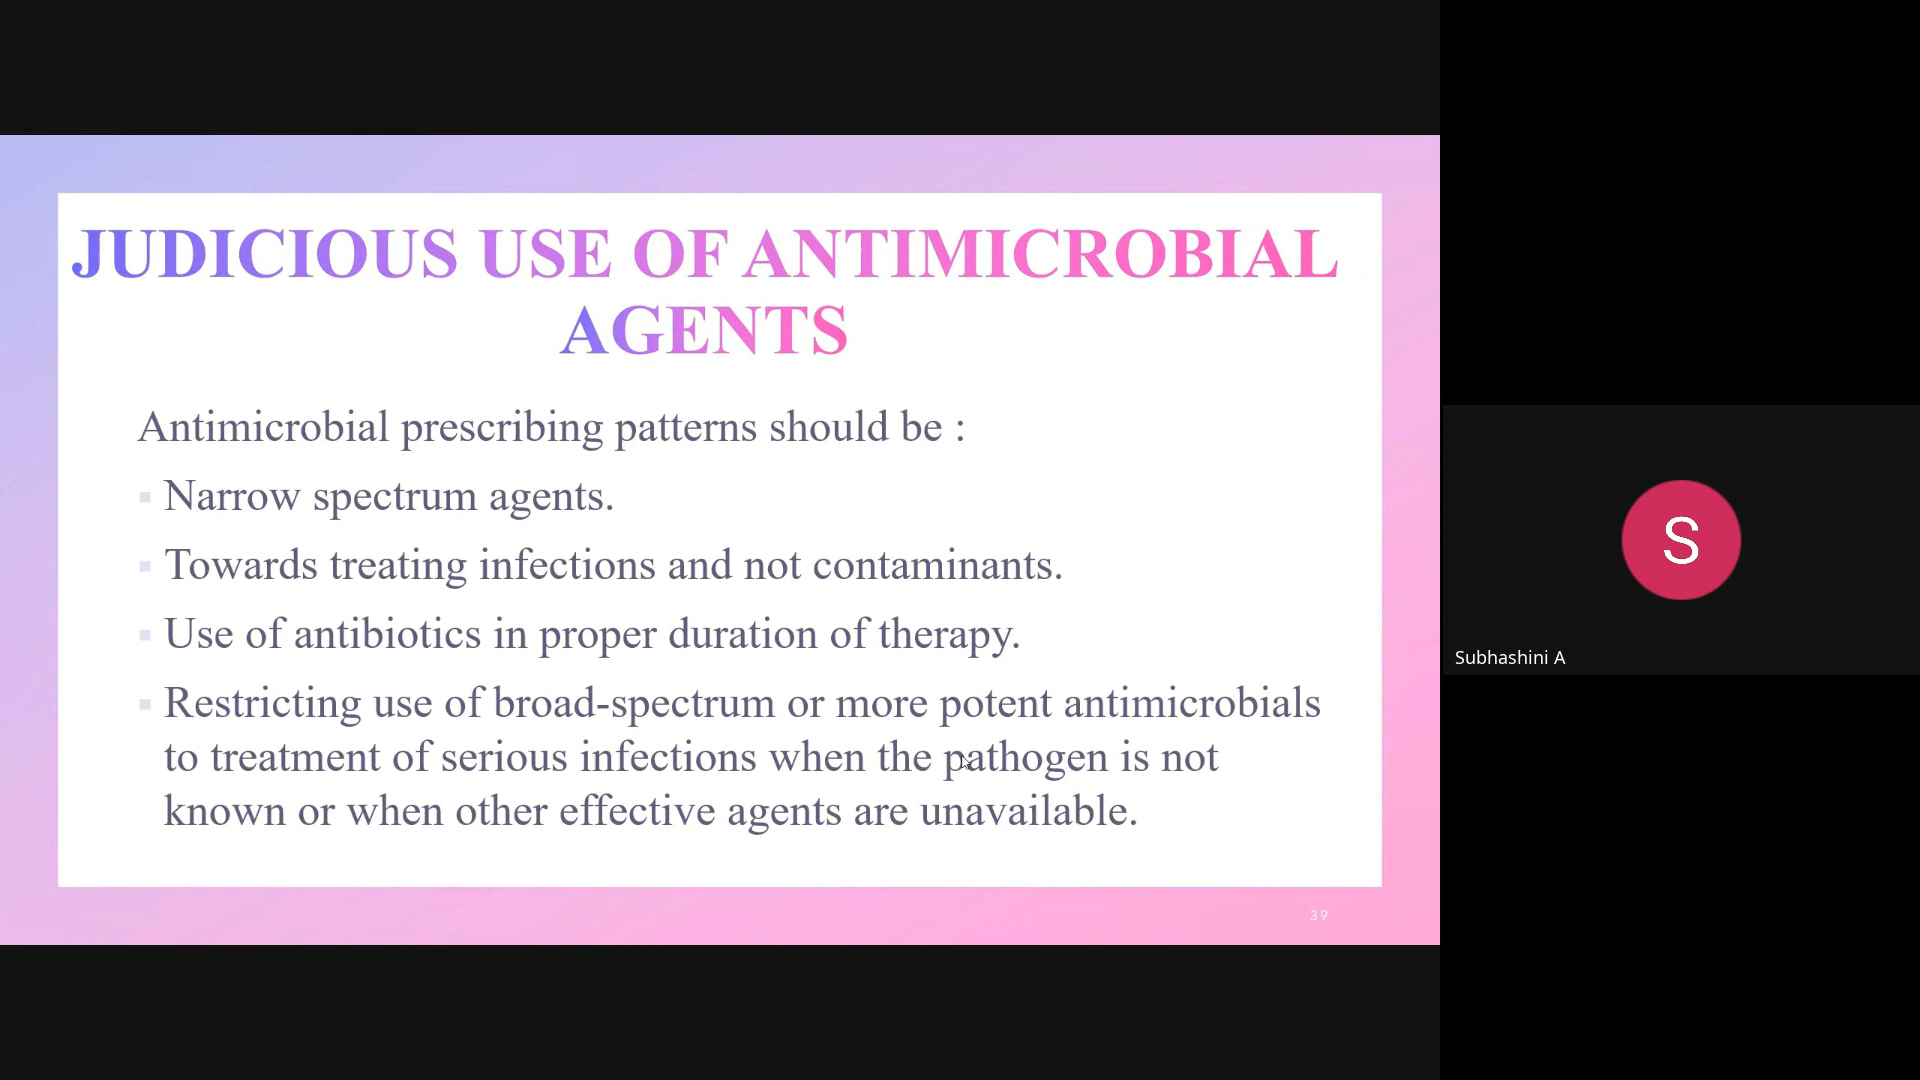 JUDICIOUS USE OF ANTIMICROBIAL
AGENTS
Antimicrobial prescribing patterns should be :
▪ Narrow spectrum agents.
▪ Towards treating infections and not contaminants.
▪ Use of antibiotics in proper duration of therapy.
▪ Restricting use of broad-spectrum or more potent antimicrobials
to treatment of serious infections when the pathogen is not
known or when other effective agents are unavailable.
39
S
Subhashini A